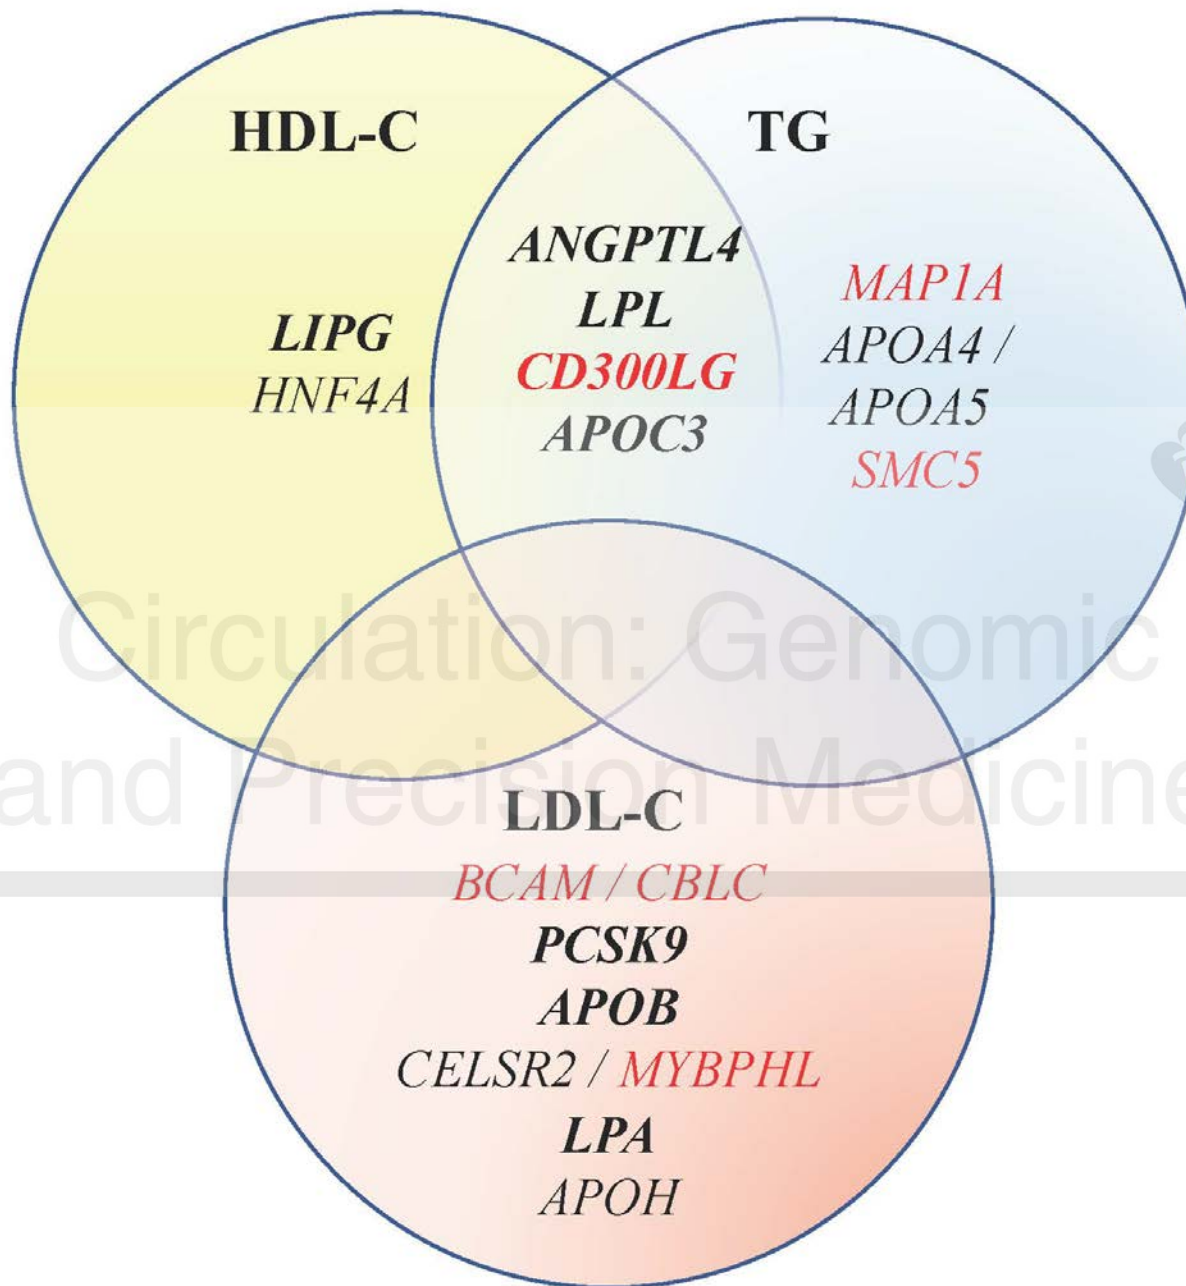 HDL-C
TG
ANGPTL4
LPL
CD300LG
APOC3
LIPG
HNF4A
MAP1A
APOA4 /
APOA5
SMC5
Circulation: Genomic
and Precision Medicine
LDL-C
BCAM / CBLC
PCSK9
APOB
CELSR2 / MYBPHL
LPA
APOH